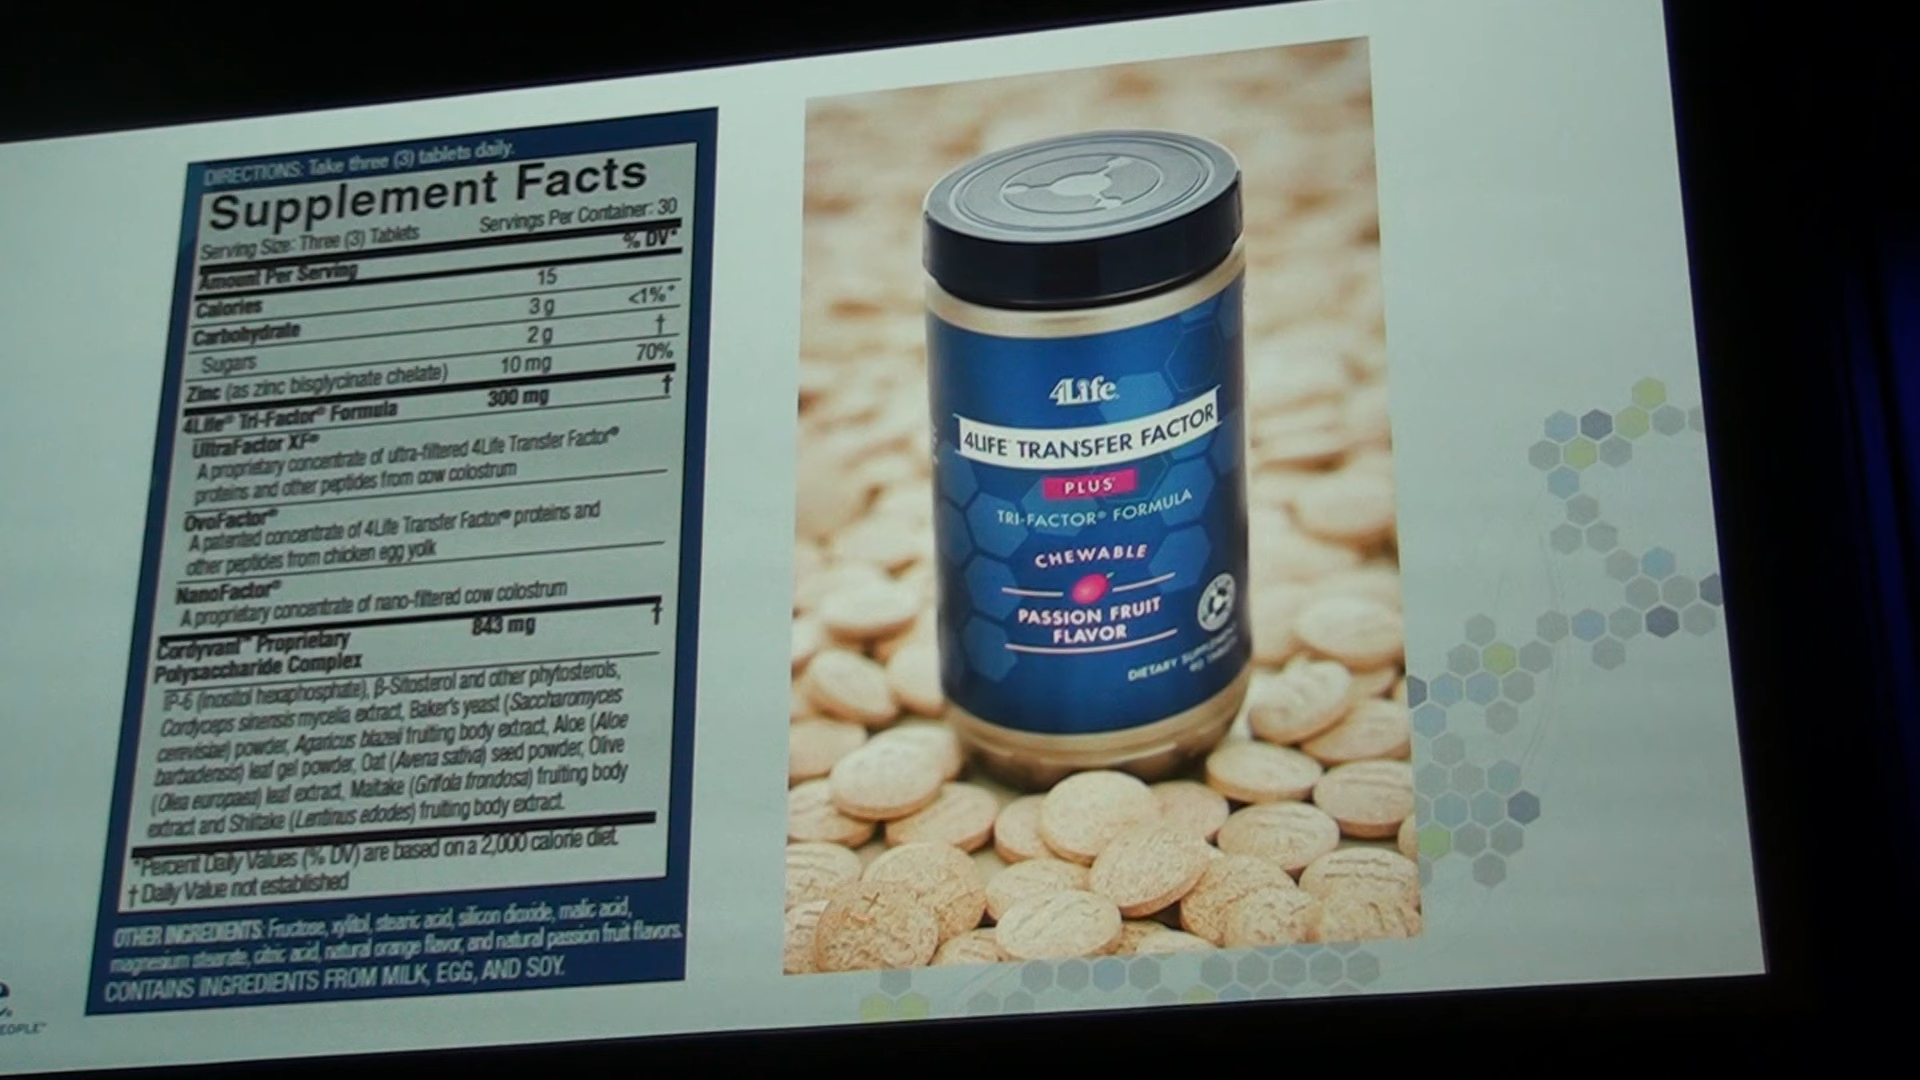 DIRECTIONS: Take three (3) tablets daily.
Supplement Facts
Serving Size: Three (3) Tablets Servings Per Container: 30
Amount Per Serving % DV*
Calories 15
Carbohydrate 3 g <1%*
Sugars 2 g †
Zinc (as zinc bisglycinate chelate) 10 mg 70%
4Life® Tri-Factor® Formula 300 mg †
UltraFactor XF®
A proprietary concentrate of ultra-filtered 4Life Transfer Factor®
proteins and other peptides from cow colostrum
OvoFactor®
A patented concentrate of 4Life Transfer Factor® proteins and
other peptides from chicken egg yolk
NanoFactor®
A proprietary concentrate of nano-filtered cow colostrum
Cordyvant™ Proprietary 843 mg †
Polysaccharide Complex
IP-6 (inositol hexaphosphate), β-Sitosterol and other phytosterols,
Cordyceps sinensis mycelia extract, Baker's yeast (Saccharomyces
cerevisiae) powder, Agaricus blazeii fruiting body extract, Aloe (Aloe
barbadensis) leaf gel powder, Oat (Avena sativa) seed powder, Olive
(Olea europaea) leaf extract, Maitake (Grifola frondosa) fruiting body
extract and Shiitake (Lentinus edodes) fruiting body extract.
*Percent Daily Values (% DV) are based on a 2,000 calorie diet.
† Daily Value not established
OTHER INGREDIENTS: Fructose, xylitol, stearic acid, silicon dioxide, malic acid,
magnesium stearate, citric acid, natural orange flavor, and natural passion fruit flavors.
CONTAINS INGREDIENTS FROM MILK, EGG, AND SOY.
4Life
4LIFE TRANSFER FACTOR
PLUS
TRI-FACTOR® FORMULA
CHEWABLE
PASSION FRUIT
FLAVOR
DIETARY SUPPLEMENT